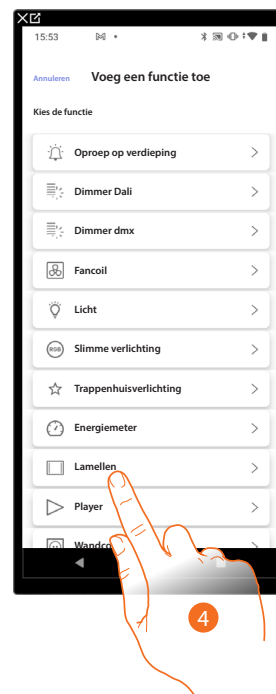 15:53
Annuleren Voeg een functie toe
Kies de functie
Oproep op verdieping
Dimmer Dali
Dimmer dmx
Fancoil
Licht
RGB Slimme verlichting
Trappenhuisverlichting
Energiemeter
Lamellen
Player
Wandco
4